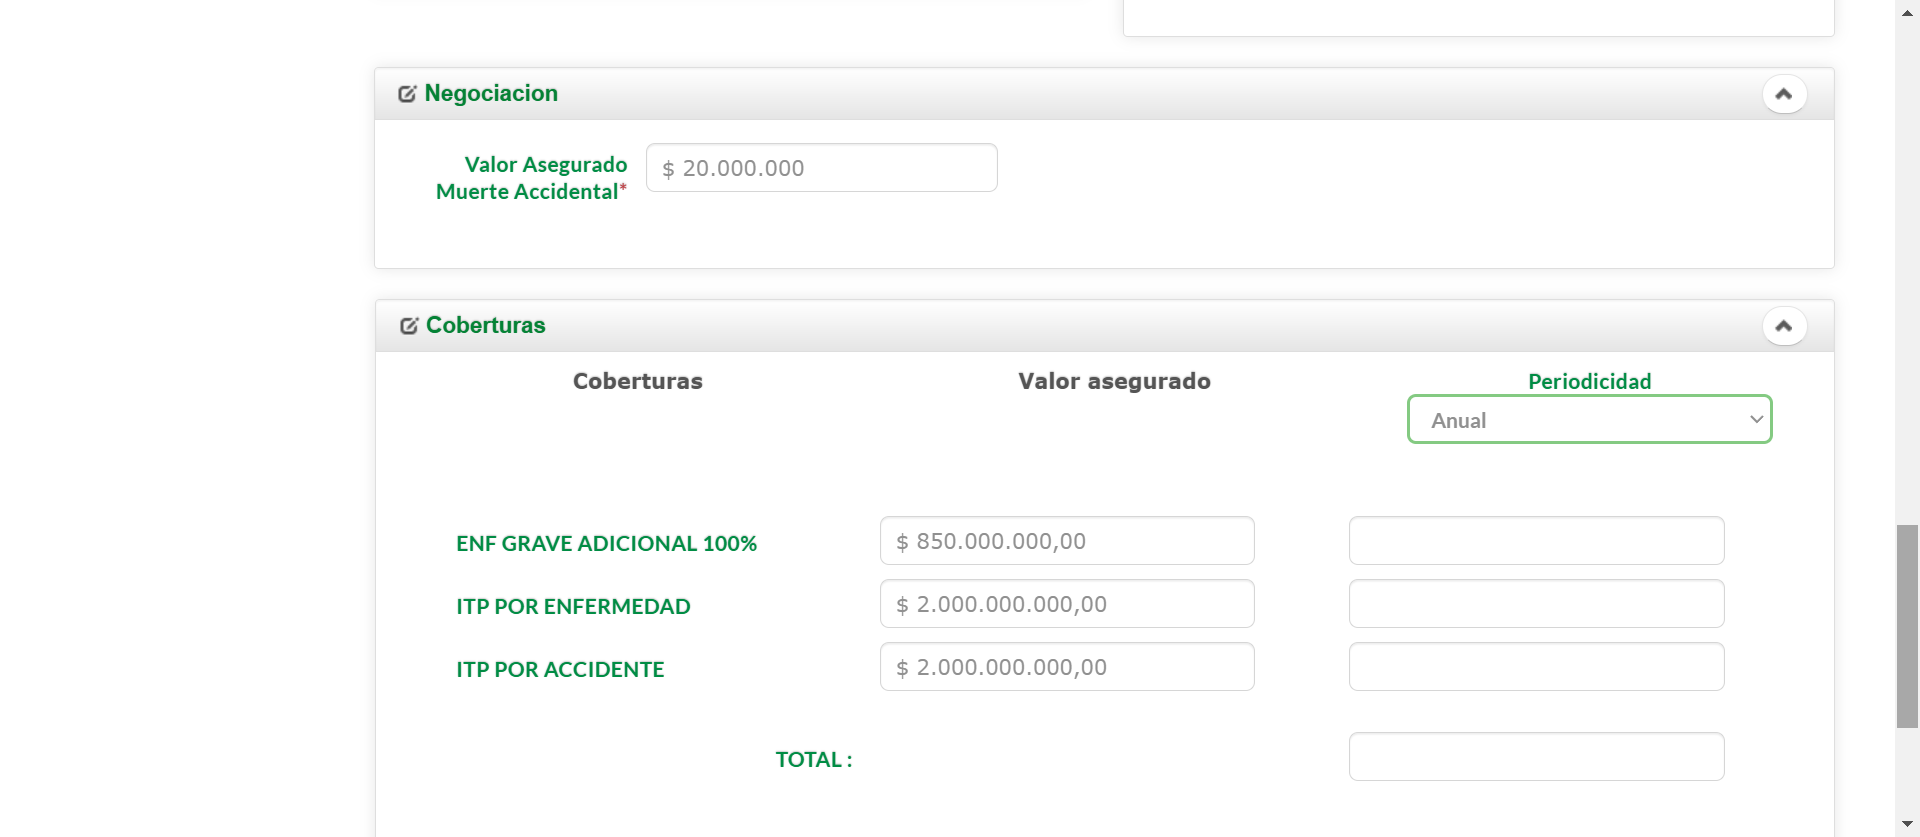 Negociacion
Valor Asegurado
Muerte Accidental*
$ 20.000.000
Coberturas
Coberturas
Valor asegurado
Periodicidad
Anual
ENF GRAVE ADICIONAL 100%
$ 850.000.000,00
ITP POR ENFERMEDAD
$ 2.000.000.000,00
ITP POR ACCIDENTE
$ 2.000.000.000,00
TOTAL :